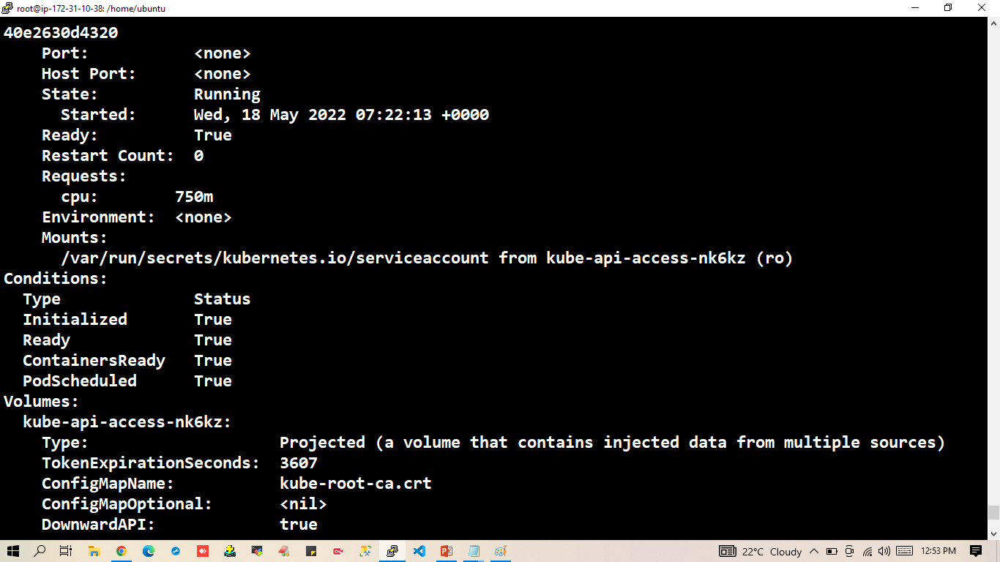 root@ip-172-31-10-38: /home/ubuntu
40e2630d4320
Port: <none>
Host Port: <none>
State: Running
Started: Wed, 18 May 2022 07:22:13 +0000
Ready: True
Restart Count: 0
Requests:
cpu: 750m
Environment: <none>
Mounts:
/var/run/secrets/kubernetes.io/serviceaccount from kube-api-access-nk6kz (ro)
Conditions:
Type Status
Initialized True
Ready True
ContainersReady True
PodScheduled True
Volumes:
kube-api-access-nk6kz:
Type: Projected (a volume that contains injected data from multiple sources)
TokenExpirationSeconds: 3607
ConfigMapName: kube-root-ca.crt
ConfigMapOptional: <nil>
DownwardAPI: true
22°C Cloudy 12:53 PM